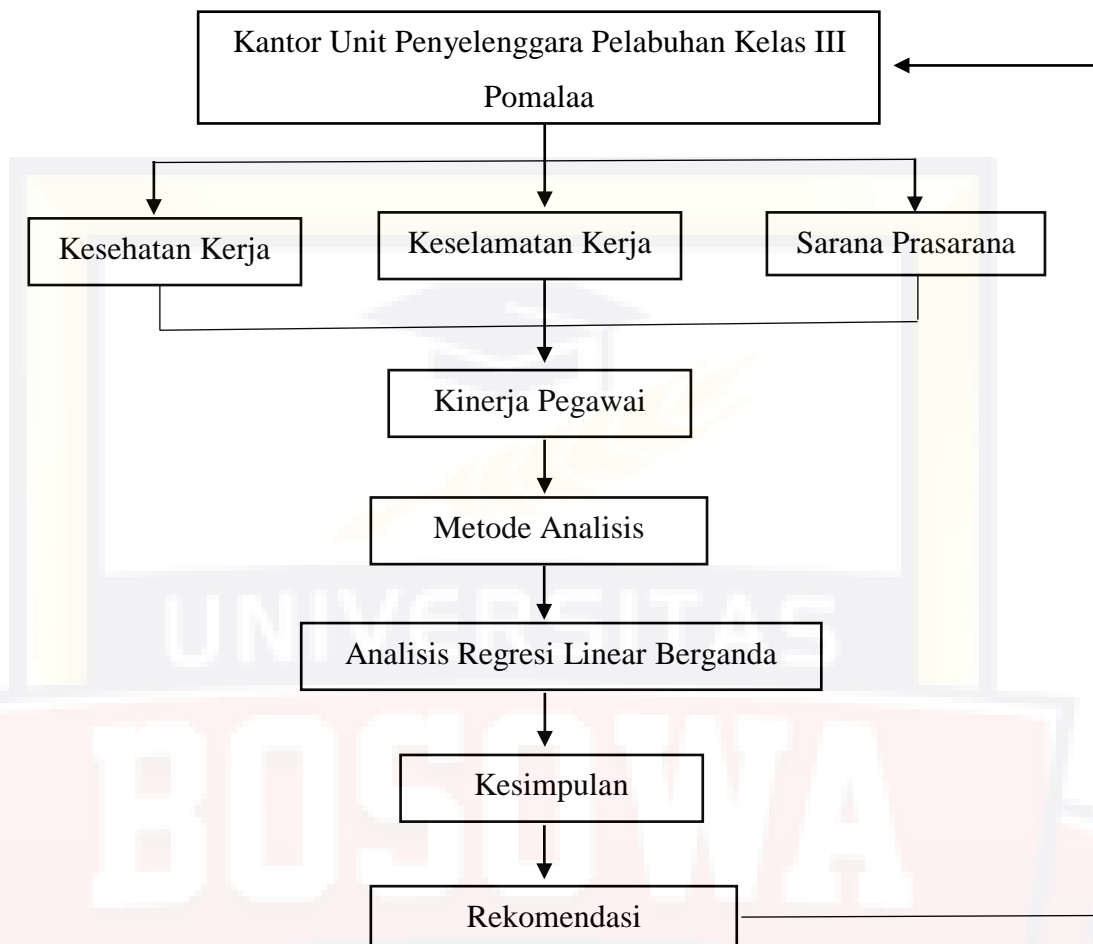 Kantor Unit Penyelenggara Pelabuhan Kelas III
Pomalaa
Kesehatan Kerja
Keselamatan Kerja
Sarana Prasarana
Kinerja Pegawai
Metode Analisis
UNIVERSITAS
Analisis Regresi Linear Berganda
BOSOWA
Kesimpulan
Rekomendasi